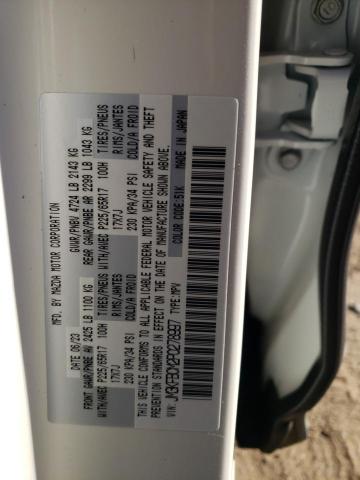 MFD. BY MAZDA MOTOR CORPORATION
DATE 06/23 GVWR/PNBV 4724 LB 2143 KG
FRONT GAWR/PNBE AV 2425 LB 1100 KG REAR GAWR/PNBE AR 2299 LB 1043 KG
WITH/AVEC P225/65R17 100H TIRES/PNEUS WITH/AVEC P225/65R17 100H TIRES/PNEUS
17X7J RIMS/JANTES 17X7J RIMS/JANTES
230 KPA/34 PSI COLD/A FROID 230 KPA/34 PSI COLD/A FROID
THIS VEHICLE CONFORMS TO ALL APPLICABLE FEDERAL MOTOR VEHICLE SAFETY AND THEFT
PREVENTION STANDARDS IN EFFECT ON THE DATE OF MANUFACTURE SHOWN ABOVE.
VIN: JM3KFBDM2P0278997 TYPE:MPV COLOR CODE:51K MADE IN JAPAN